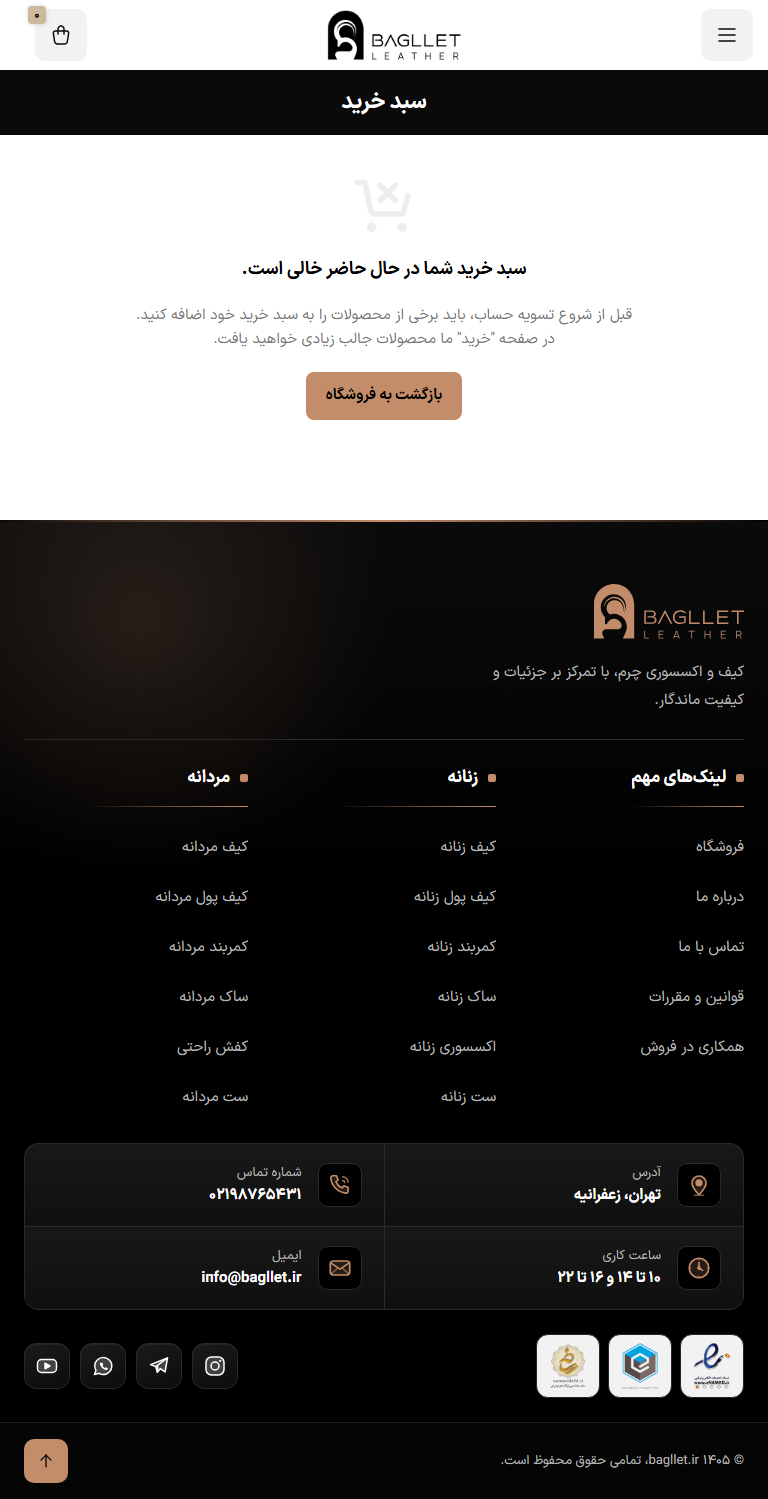 ۰
BAGLLET
LEATHER
سبد خرید
سبد خرید شما در حال حاضر خالی است.
قبل از شروع تسویه حساب، باید برخی از محصولات را به سبد خرید خود اضافه کنید.
در صفحه "خرید" ما محصولات جالب زیادی خواهید یافت.
بازگشت به فروشگاه
BAGLLET
LEATHER
کیف و اکسسوری چرم، با تمرکز بر جزئیات و
کیفیت ماندگار.
لینک‌های مهم
فروشگاه
درباره ما
تماس با ما
قوانین و مقررات
همکاری در فروش
زنانه
کیف زنانه
کیف پول زنانه
کمربند زنانه
ساک زنانه
اکسسوری زنانه
ست زنانه
مردانه
کیف مردانه
کیف پول مردانه
کمربند مردانه
ساک مردانه
کفش راحتی
ست مردانه
آدرس
تهران، زعفرانیه
شماره تماس
۰۲۱۹۸۷۶۵۴۳۱
ساعت کاری
۱۰ تا ۱۴ و ۱۶ تا ۲۲
ایمیل
info@bagllet.ir
www.eNAMAD.ir
samandehi.ir
© ۱۴۰۵ bagllet.ir، تمامی حقوق محفوظ است.